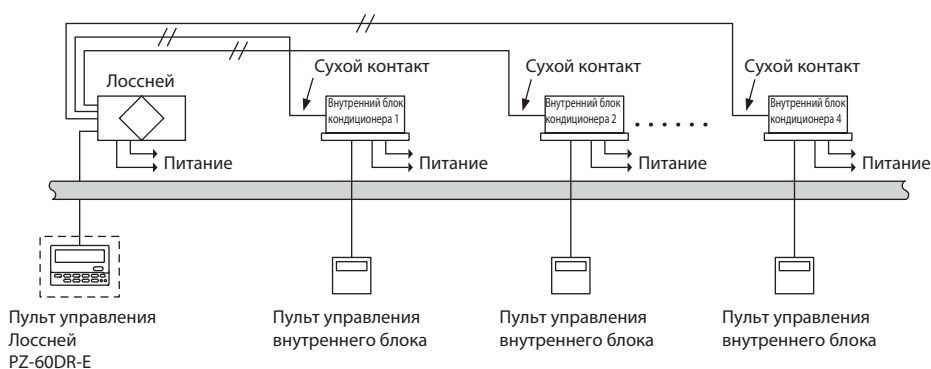 Лоссней
Сухой контакт
Сухой контакт
Сухой контакт
Внутренний блок
кондиционера 1
Внутренний блок
кондиционера 2
Внутренний блок
кондиционера 4
Питание
Питание
Питание
Питание
Пульт управления
Лоссней
PZ-60DR-E
Пульт управления
внутреннего блока
Пульт управления
внутреннего блока
Пульт управления
внутреннего блока